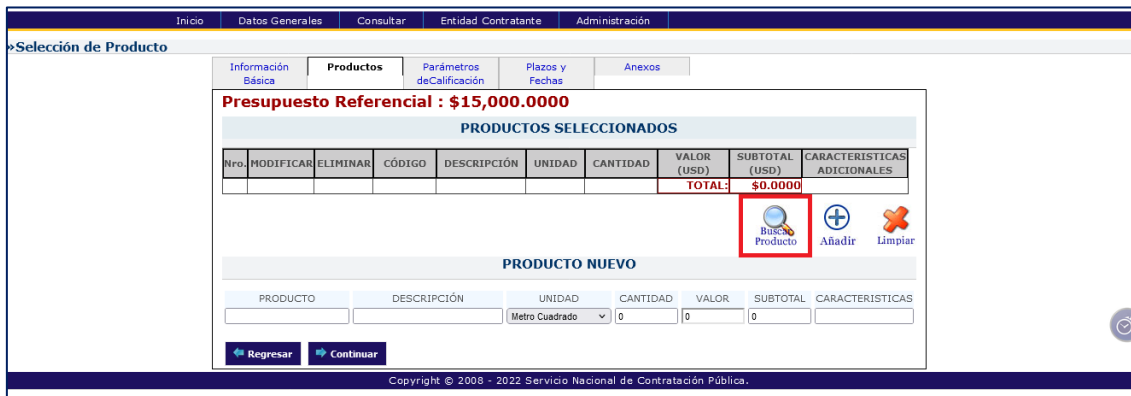 Inicio Datos Generales Consultar Entidad Contratante Administración
»Selección de Producto
Información Básica Productos Parámetros deCalificación Plazos y Fechas Anexos
Presupuesto Referencial : $15,000.0000
PRODUCTOS SELECCIONADOS
Nro. MODIFICAR ELIMINAR CÓDIGO DESCRIPCIÓN UNIDAD CANTIDAD VALOR (USD) SUBTOTAL (USD) CARACTERISTICAS ADICIONALES
TOTAL: $0.0000
Buscar Producto Añadir Limpiar
PRODUCTO NUEVO
PRODUCTO DESCRIPCIÓN UNIDAD CANTIDAD VALOR SUBTOTAL CARACTERISTICAS
Metro Cuadrado 0 0 0
Regresar Continuar
Copyright © 2008 - 2022 Servicio Nacional de Contratación Pública.